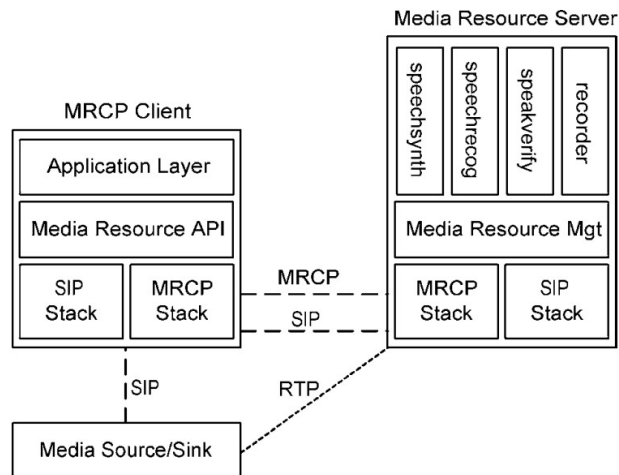 Media Resource Server
speechsynth
speechrecog
speakverify
recorder
MRCP Client
Application Layer
Media Resource API
Media Resource Mgt
SIP
Stack
MRCP
Stack
MRCP
SIP
MRCP
Stack
SIP
Stack
SIP
RTP
Media Source/Sink